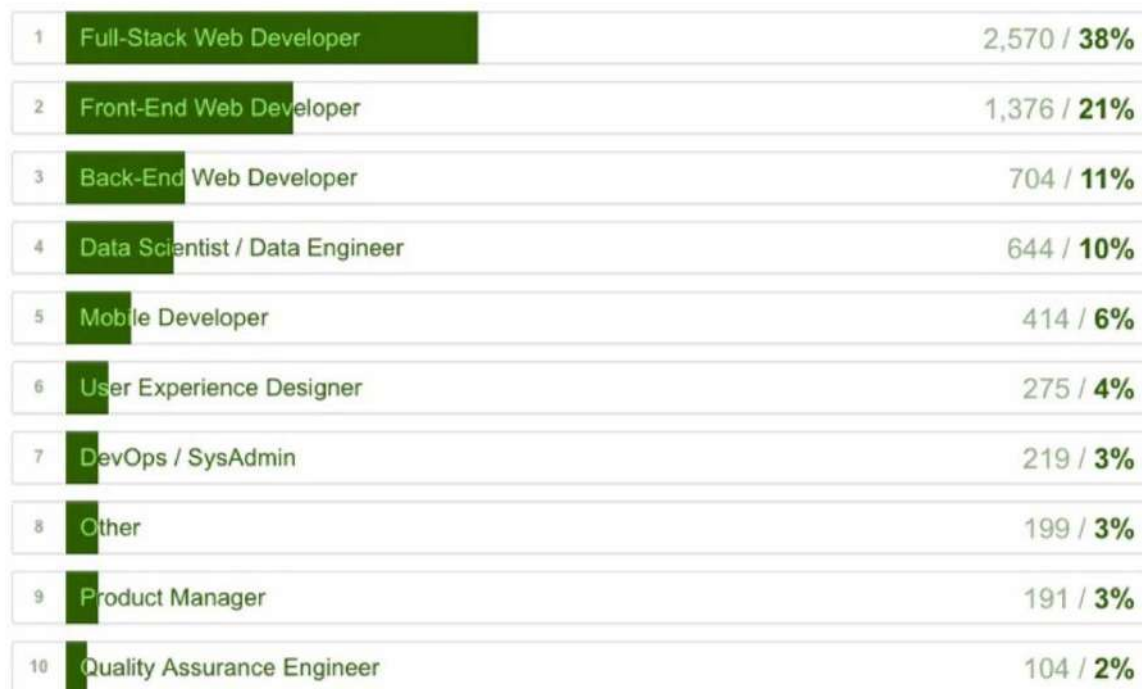 1 Full-Stack Web Developer 2,570 / 38%
2 Front-End Web Developer 1,376 / 21%
3 Back-End Web Developer 704 / 11%
4 Data Scientist / Data Engineer 644 / 10%
5 Mobile Developer 414 / 6%
6 User Experience Designer 275 / 4%
7 DevOps / SysAdmin 219 / 3%
8 Other 199 / 3%
9 Product Manager 191 / 3%
10 Quality Assurance Engineer 104 / 2%